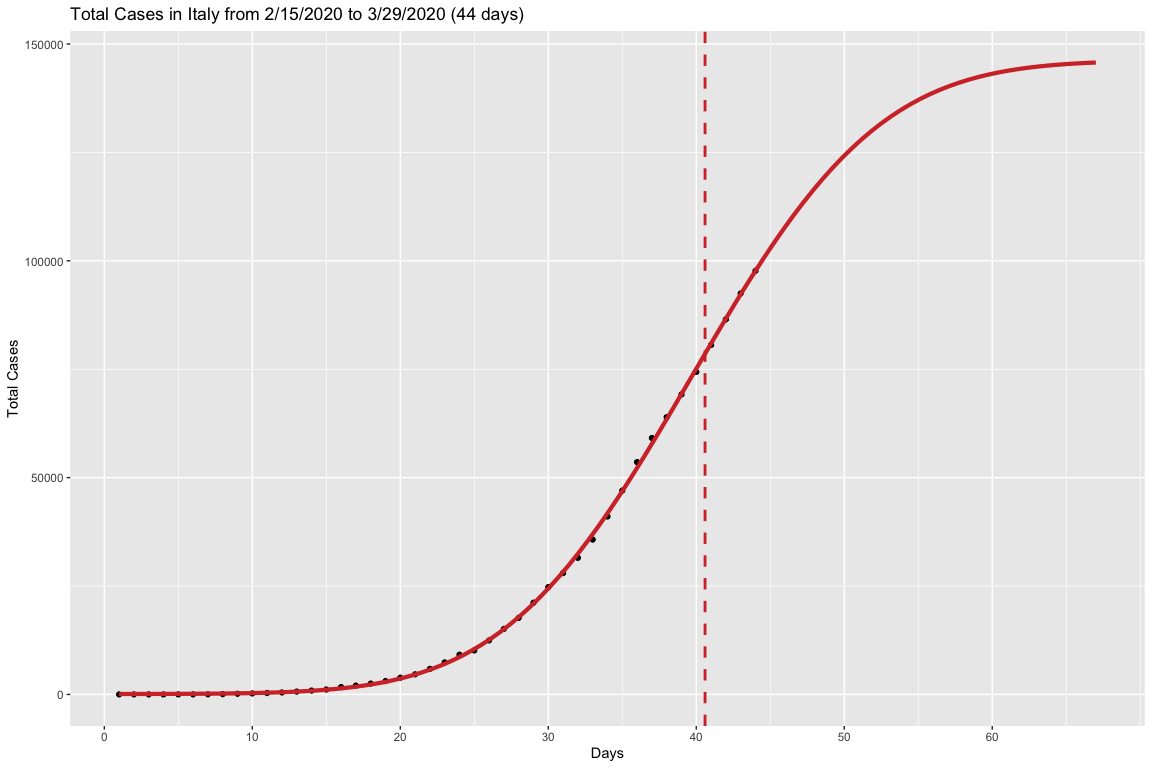 Total Cases in Italy from 2/15/2020 to 3/29/2020 (44 days)
150000
100000
50000
0
Total Cases
0 10 20 30 40 50 60
Days